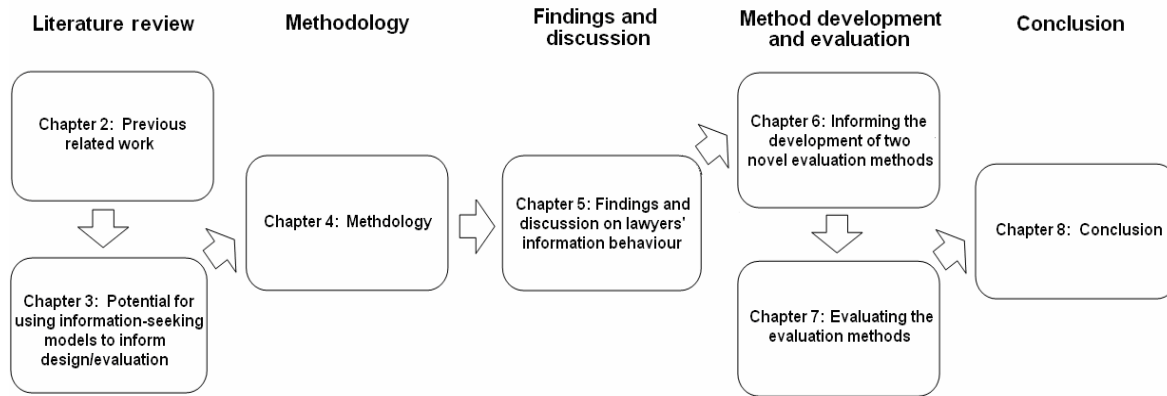 Literature review
Methodology
Findings and
discussion
Method development
and evaluation
Conclusion
Chapter 2: Previous
related work
Chapter 3: Potential for
using information-seeking
models to inform
design/evaluation
Chapter 4: Methdology
Chapter 5: Findings and
discussion on lawyers'
information behaviour
Chapter 6: Informing the
development of two
novel evaluation methods
Chapter 7: Evaluating the
evaluation methods
Chapter 8: Conclusion